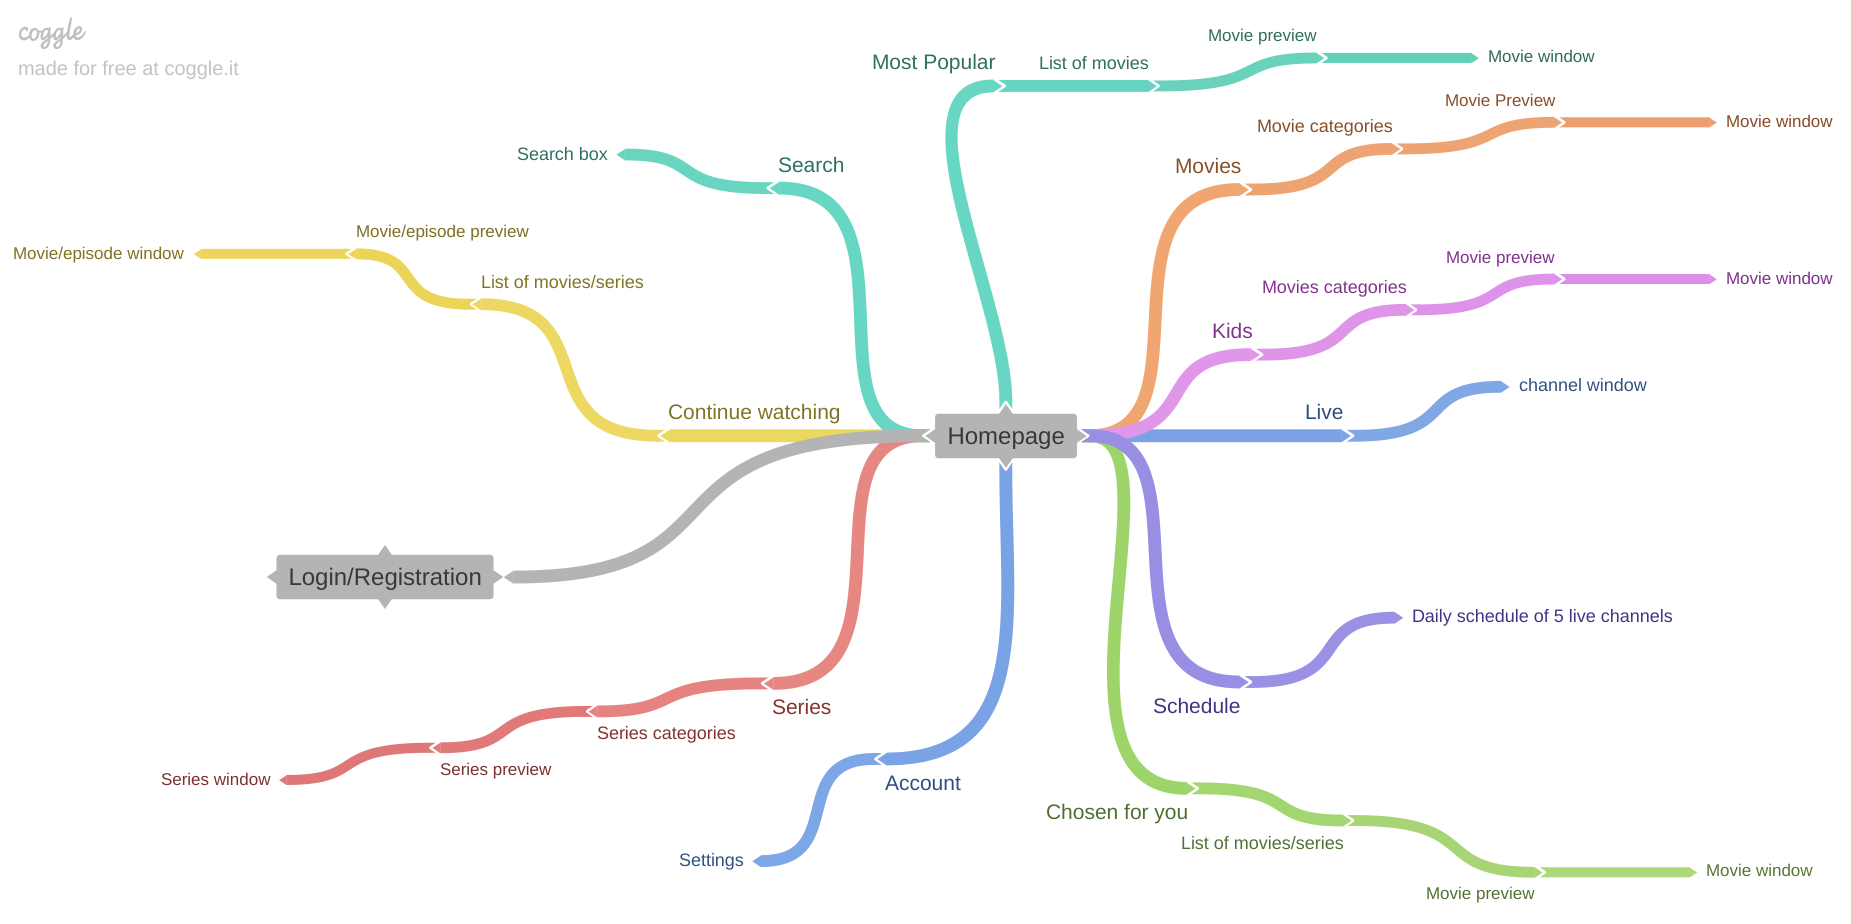 coggle
made for free at coggle.it
Most Popular
List of movies
Movie preview
Movie window
Movies
Movie categories
Movie Preview
Movie window
Search
Search box
Kids
Movies categories
Movie preview
Movie window
Continue watching
List of movies/series
Movie/episode preview
Movie/episode window
Live
channel window
Homepage
Login/Registration
Schedule
Daily schedule of 5 live channels
Series
Series categories
Series preview
Series window
Account
Settings
Chosen for you
List of movies/series
Movie preview
Movie window